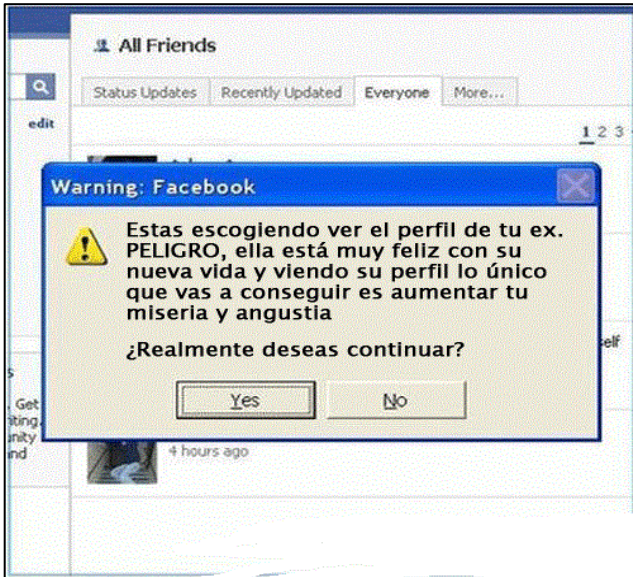 All Friends
Status Updates Recently Updated Everyone More...
edit
1 2 3
Warning: Facebook
Estas escogiendo ver el perfil de tu ex.
PELIGRO, ella está muy feliz con su
nueva vida y viendo su perfil lo único
que vas a conseguir es aumentar tu
miseria y angustia
¿Realmente deseas continuar?
Yes No
Get
4 hours ago